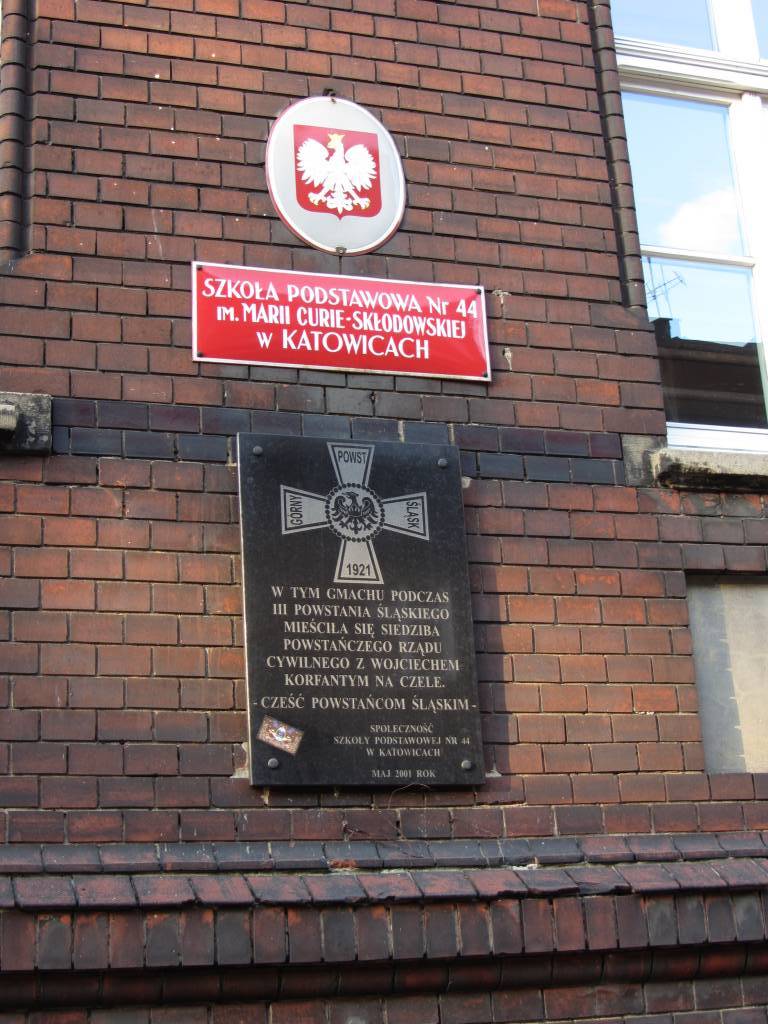 SZKOŁA PODSTAWOWA Nr 44
IM. MARII CURIE-SKŁODOWSKIEJ
W KATOWICACH
POWST
GÓRNY
ŚLĄSK
1921
W TYM GMACHU PODCZAS
III POWSTANIA ŚLĄSKIEGO
MIEŚCIŁA SIĘ SIEDZIBA
POWSTAŃCZEGO RZĄDU
CYWILNEGO Z WOJCIECHEM
KORFANTYM NA CZELE.
- CZEŚĆ POWSTAŃCOM ŚLĄSKIM -
SPOŁECZNOŚĆ
SZKOŁY PODSTAWOWEJ NR 44
W KATOWICACH
MAJ 2001 ROK